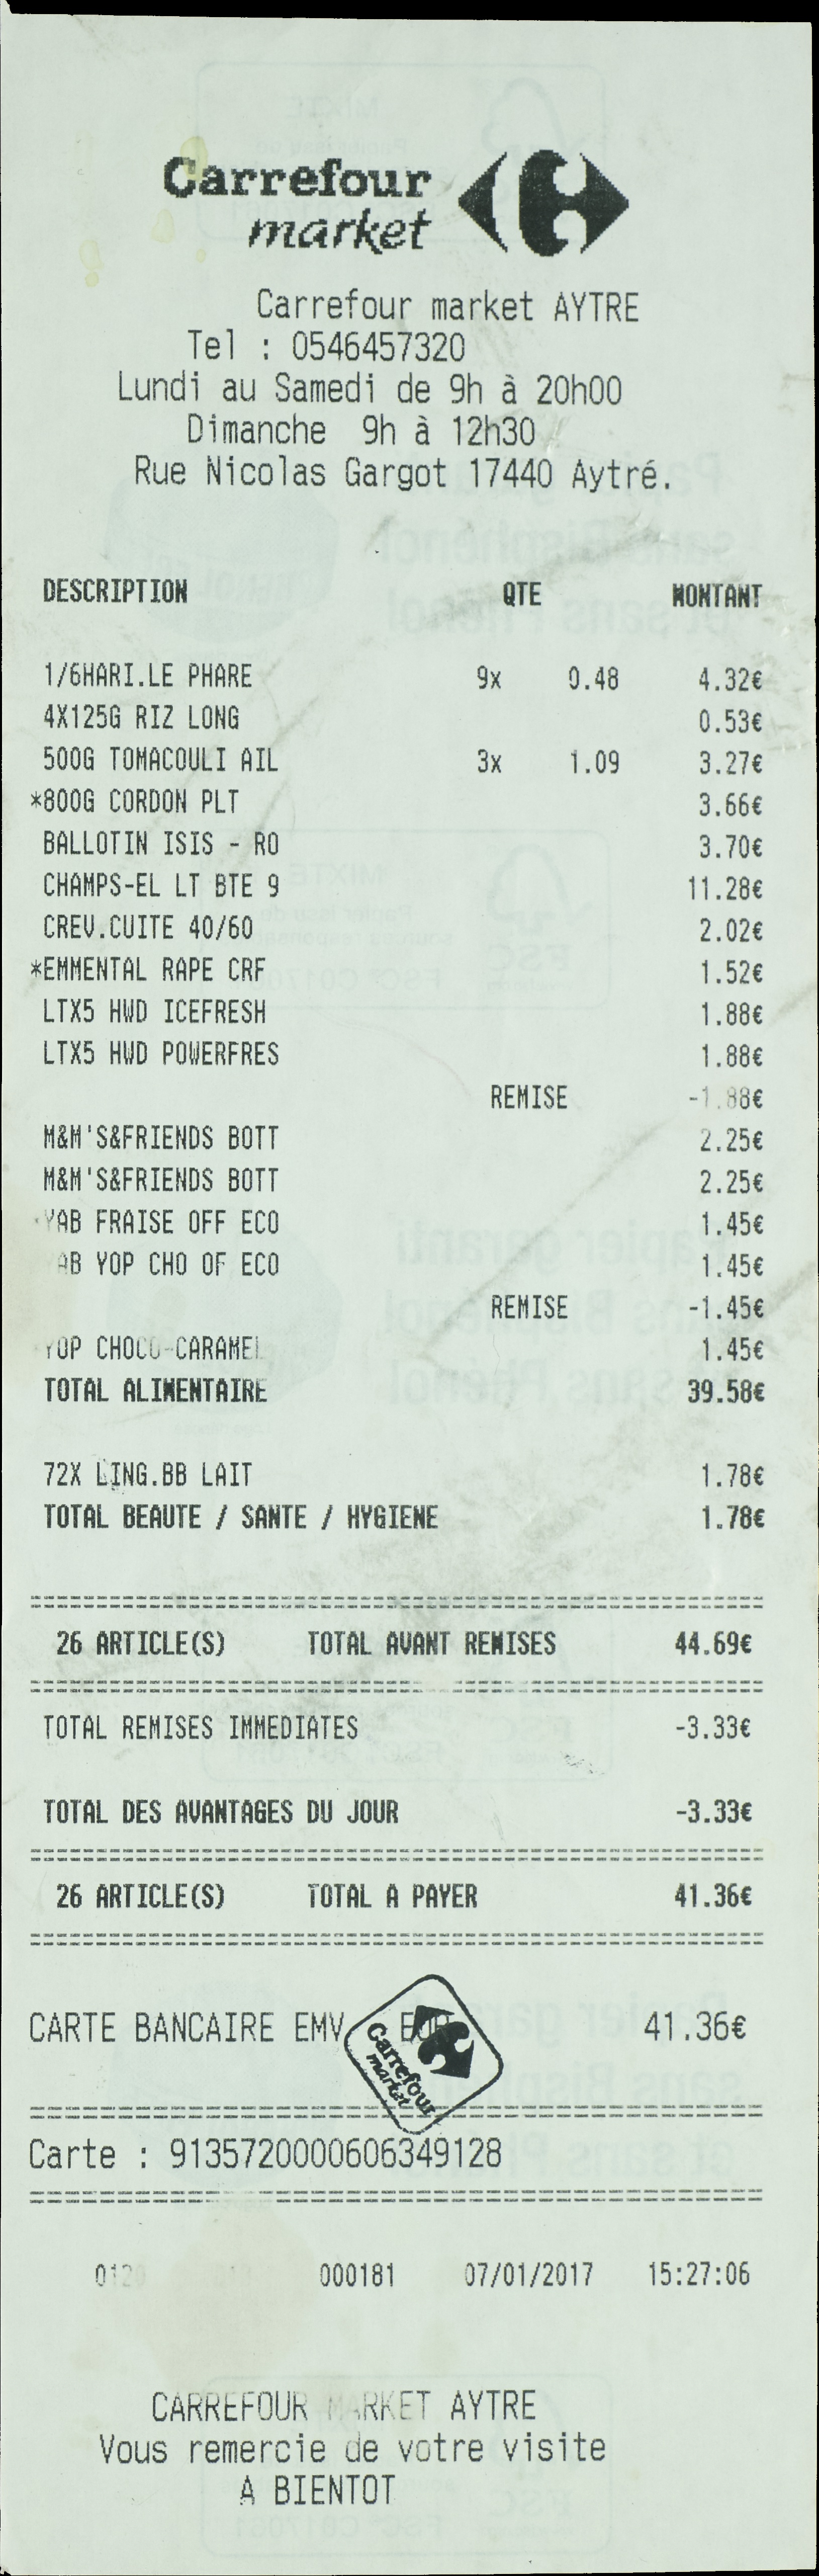 Carrefour
market
Carrefour market AYTRE
Tel : 0546457320
Lundi au Samedi de 9h à 20h00
Dimanche 9h à 12h30
Rue Nicolas Gargot 17440 Aytré.
DESCRIPTION QTE MONTANT
1/6HARI.LE PHARE 9x 0.48 4.32€
4X125G RIZ LONG 0.53€
500G TOMACOULI AIL 3x 1.09 3.27€
*800G CORDON PLT 3.66€
BALLOTIN ISIS - RO 3.70€
CHAMPS-EL LT BTE 9 11.28€
CREV.CUITE 40/60 2.02€
*EMMENTAL RAPE CRF 1.52€
LTX5 HWD ICEFRESH 1.88€
LTX5 HWD POWERFRES 1.88€
REMISE -1.88€
M&M'S&FRIENDS BOTT 2.25€
M&M'S&FRIENDS BOTT 2.25€
YAB FRAISE OFF ECO 1.45€
YAB YOP CHO OF ECO 1.45€
REMISE -1.45€
YOP CHOCO-CARAMEL 1.45€
TOTAL ALIMENTAIRE 39.58€
72X LING.BB LAIT 1.78€
TOTAL BEAUTE / SANTE / HYGIENE 1.78€
26 ARTICLE(S) TOTAL AVANT REMISES 44.69€
TOTAL REMISES IMMEDIATES -3.33€
TOTAL DES AVANTAGES DU JOUR -3.33€
26 ARTICLE(S) TOTAL A PAYER 41.36€
CARTE BANCAIRE EMV EUR 41.36€
Carrefour
market
Carte : 9135720000606349128
0120 000181 07/01/2017 15:27:06
CARREFOUR MARKET AYTRE
Vous remercie de votre visite
A BIENTOT